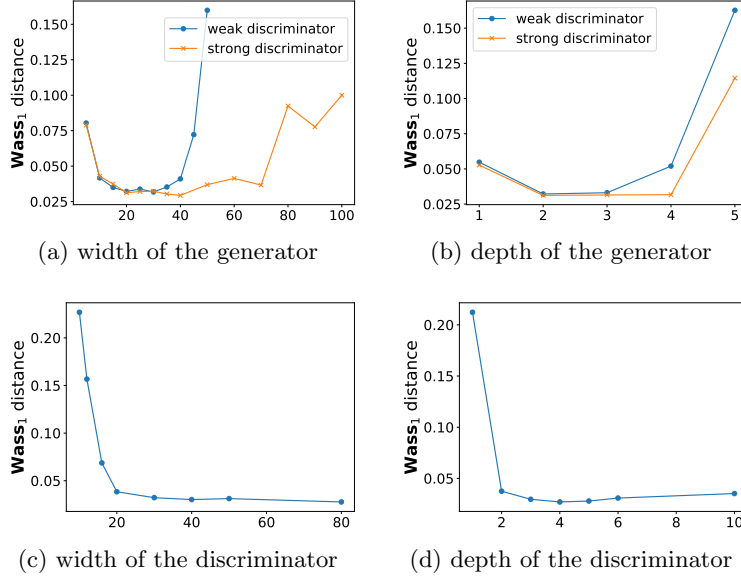 0.150
0.125
0.100
0.075
0.050
0.025
Wass₁ distance
weak discriminator
strong discriminator
20 40 60 80 100
(a) width of the generator
0.150
0.125
0.100
0.075
0.050
0.025
Wass₁ distance
weak discriminator
strong discriminator
1 2 3 4 5
(b) depth of the generator
0.20
0.15
0.10
0.05
Wass₁ distance
20 40 60 80
(c) width of the discriminator
0.20
0.15
0.10
0.05
Wass₁ distance
2 4 6 8 10
(d) depth of the discriminator